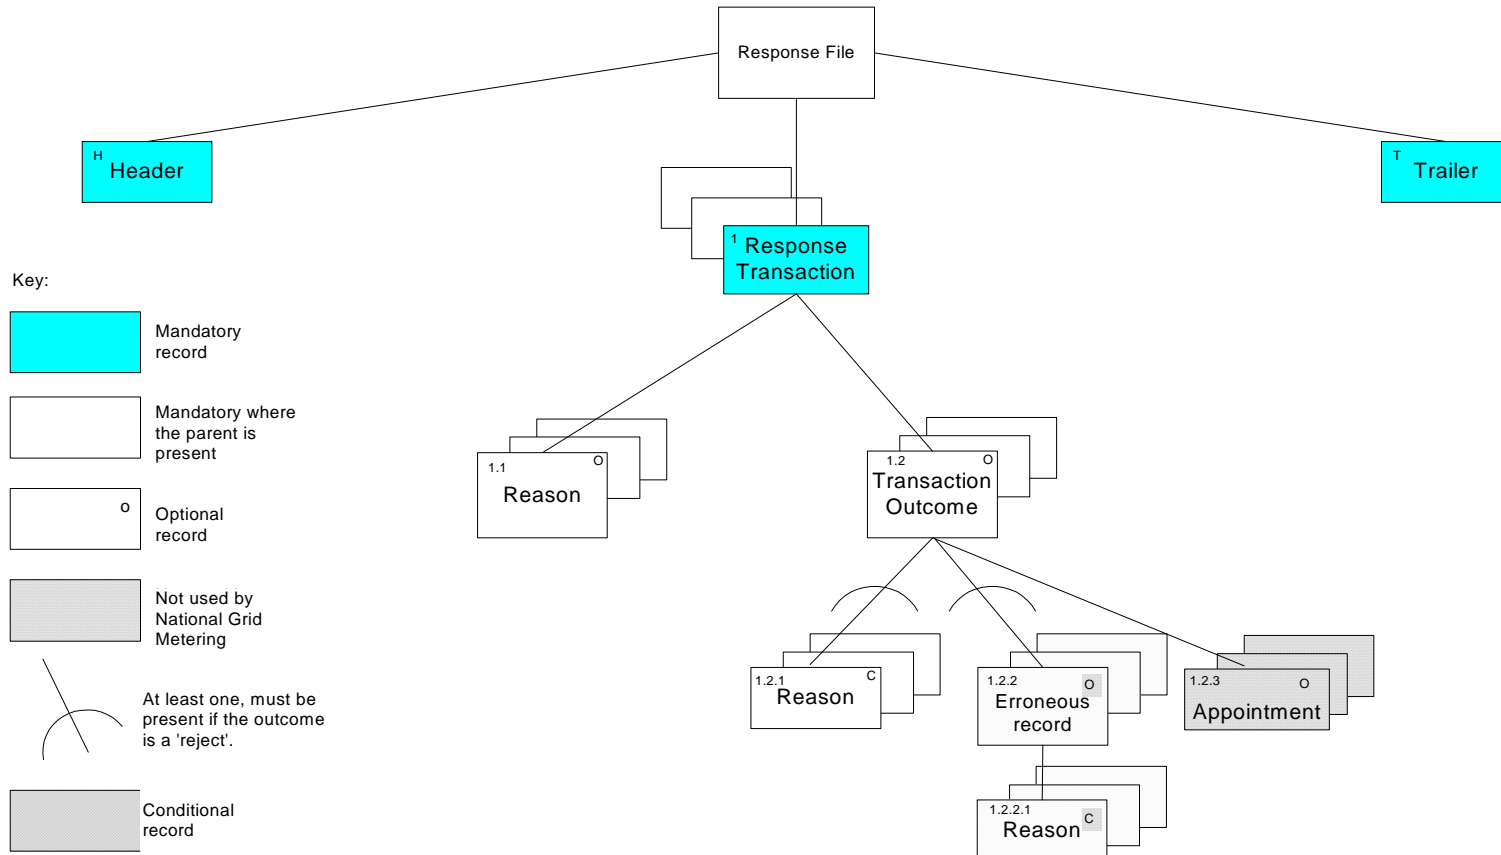 Response File
H
Header
T
Trailer
1
Response
Transaction
Key:
Mandatory
record
Mandatory where
the parent is
present
o
Optional
record
Not used by
National Grid
Metering
At least one, must be
present if the outcome
is a 'reject'.
Conditional
record
1.1
O
Reason
1.2
O
Transaction
Outcome
1.2.1
C
Reason
1.2.2
O
Erroneous
record
1.2.3
O
Appointment
1.2.2.1
C
Reason